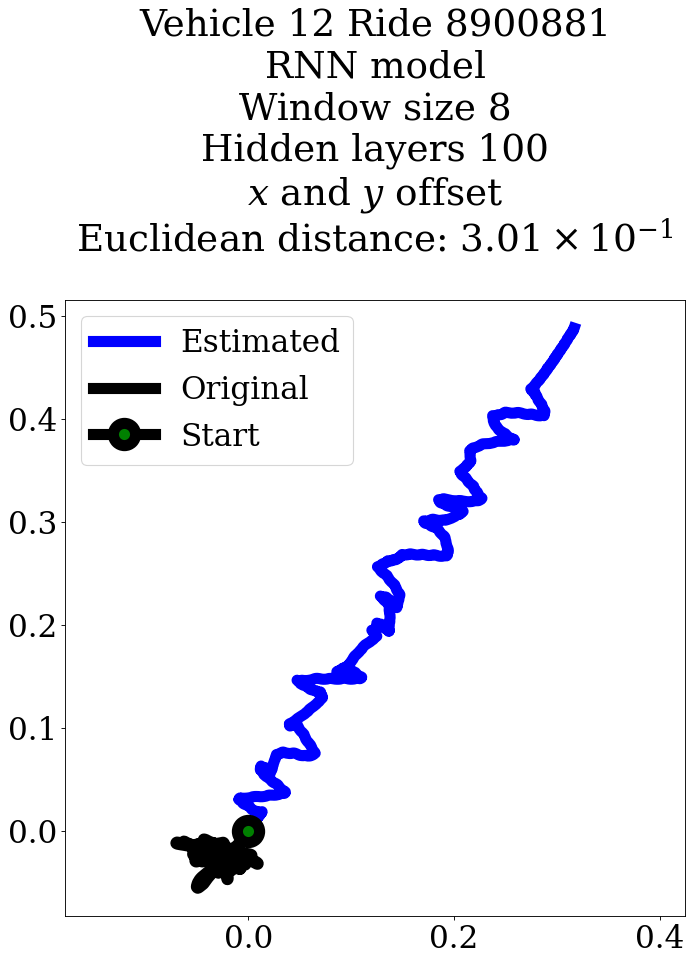 Vehicle 12 Ride 8900881
RNN model
Window size 8
Hidden layers 100
x and y offset
Euclidean distance: 3.01 × 10⁻¹
Estimated
Original
Start
0.5
0.4
0.3
0.2
0.1
0.0
0.0 0.2 0.4